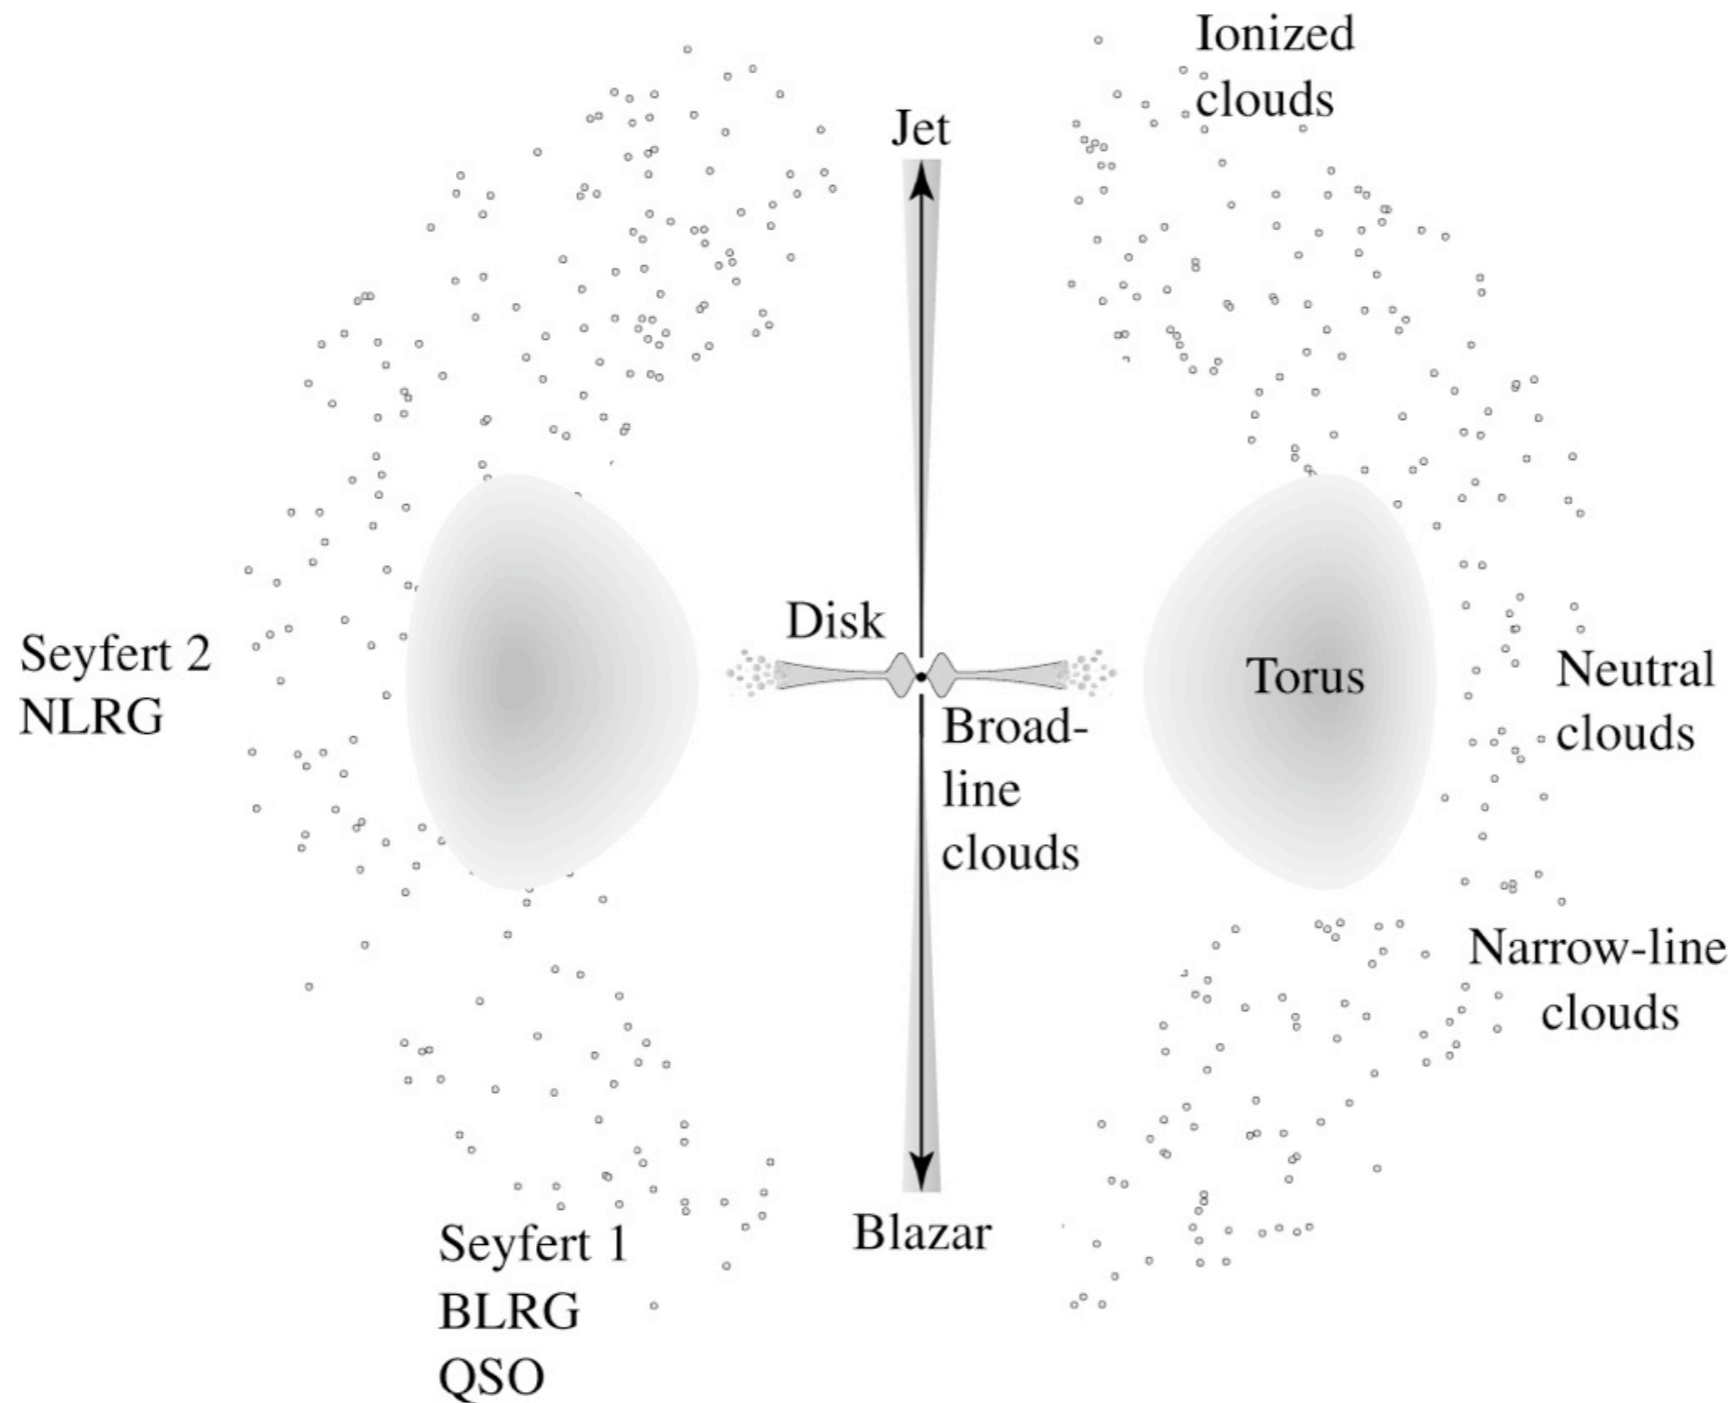 Ionized
clouds
Jet
Disk
Seyfert 2
NLRG
Torus
Neutral
clouds
Broad-
line
clouds
Narrow-line
clouds
Blazar
Seyfert 1
BLRG
QSO